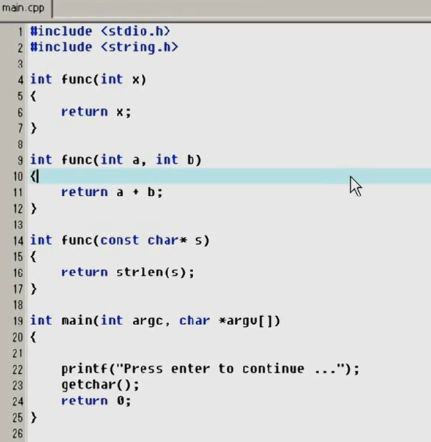 main.cpp
1 #include <stdio.h>
2 #include <string.h>
3
4 int func(int x)
5 {
6     return x;
7 }
8
9 int func(int a, int b)
10 {
11     return a + b;
12 }
13
14 int func(const char* s)
15 {
16     return strlen(s);
17 }
18
19 int main(int argc, char *argv[])
20 {
21
22     printf("Press enter to continue ...");
23     getchar();
24     return 0;
25 }
26